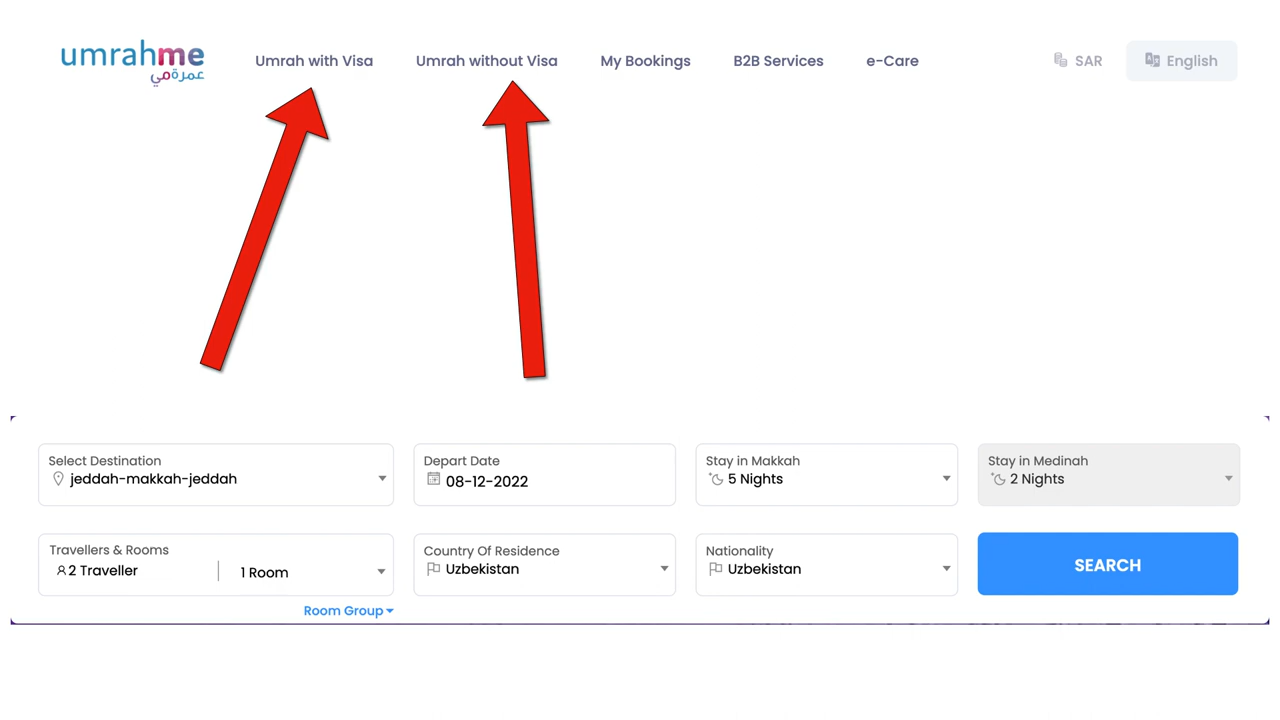 umrahme
عمرة مي
Umrah with Visa
Umrah without Visa
My Bookings
B2B Services
e-Care
SAR
English
Select Destination
jeddah-makkah-jeddah
Depart Date
08-12-2022
Stay in Makkah
5 Nights
Stay in Medinah
2 Nights
Travellers & Rooms
2 Traveller
1 Room
Country Of Residence
Uzbekistan
Nationality
Uzbekistan
SEARCH
Room Group